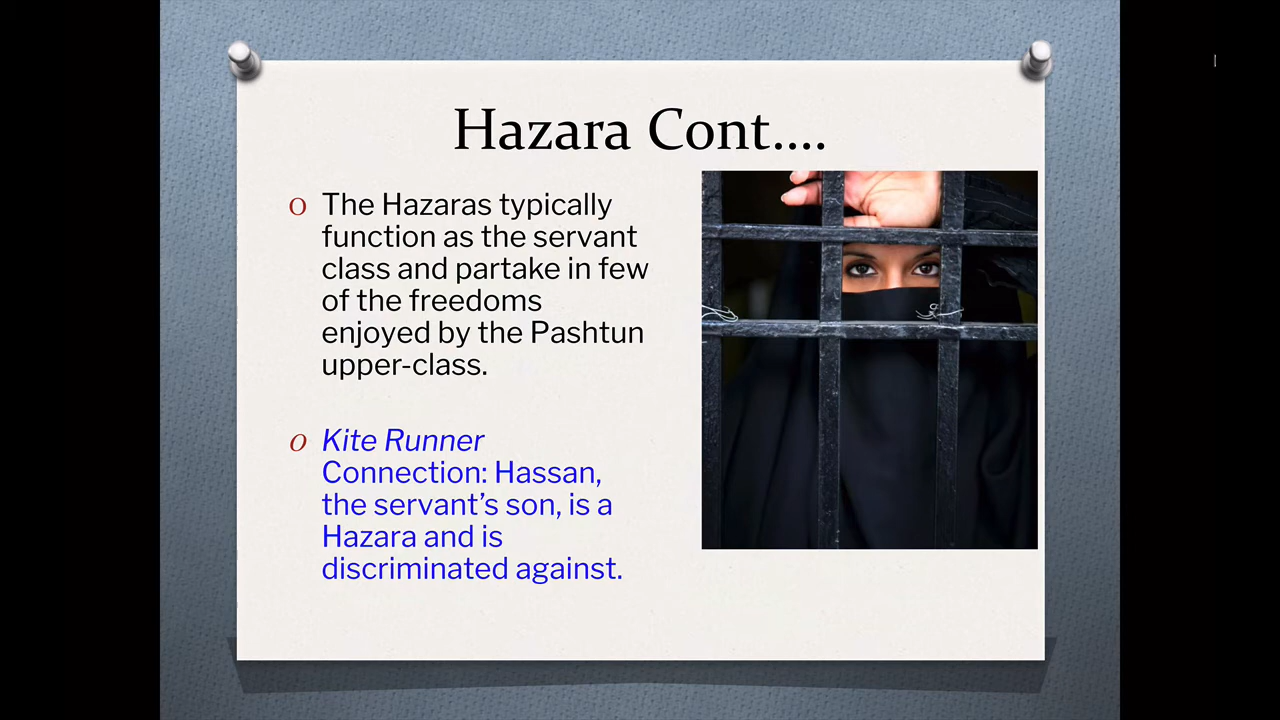 Hazara Cont....
O The Hazaras typically
function as the servant
class and partake in few
of the freedoms
enjoyed by the Pashtun
upper-class.
O Kite Runner
Connection: Hassan,
the servant’s son, is a
Hazara and is
discriminated against.